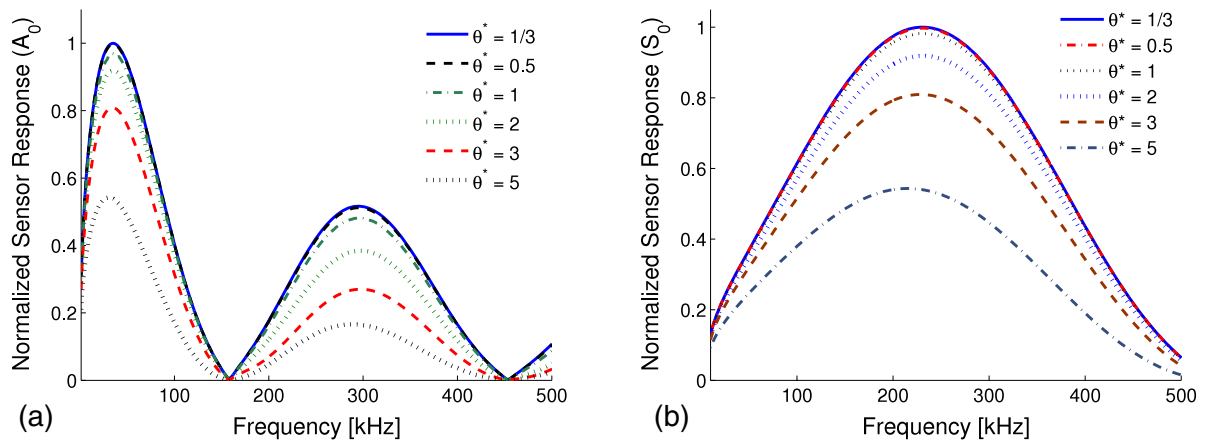 Normalized Sensor Response (A0)
1
0.8
0.6
0.4
0.2
0
100
200
300
400
500
Frequency [kHz]
θ* = 1/3
θ* = 0.5
θ* = 1
θ* = 2
θ* = 3
θ* = 5
(a)
Normalized Sensor Response (S0)
1
0.8
0.6
0.4
0.2
0
100
200
300
400
500
Frequency [kHz]
θ* = 1/3
θ* = 0.5
θ* = 1
θ* = 2
θ* = 3
θ* = 5
(b)